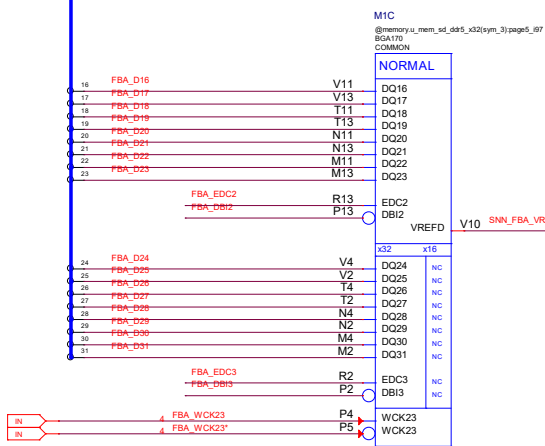 M1C
@memory.u_mem_sd_ddr5_x32(sym_3):page5_I97
BGA170
COMMON
NORMAL
16 FBA_D16 V11 DQ16
17 FBA_D17 V13 DQ17
18 FBA_D18 T11 DQ18
19 FBA_D19 T13 DQ19
20 FBA_D20 N11 DQ20
21 FBA_D21 N13 DQ21
22 FBA_D22 M11 DQ22
23 FBA_D23 M13 DQ23
FBA_EDC2 R13 EDC2
FBA_DBI2 P13 DBI2
VREFD V10 SNN_FBA_VR
x32 x16
24 FBA_D24 V4 DQ24 NC
25 FBA_D25 V2 DQ25 NC
26 FBA_D26 T4 DQ26 NC
27 FBA_D27 T2 DQ27 NC
28 FBA_D28 N4 DQ28 NC
29 FBA_D29 N2 DQ29 NC
30 FBA_D30 M4 DQ30 NC
31 FBA_D31 M2 DQ31 NC
FBA_EDC3 R2 EDC3 NC
FBA_DBI3 P2 DBI3 NC
IN 4 FBA_WCK23 P4 WCK23
IN 4 FBA_WCK23* P5 WCK23